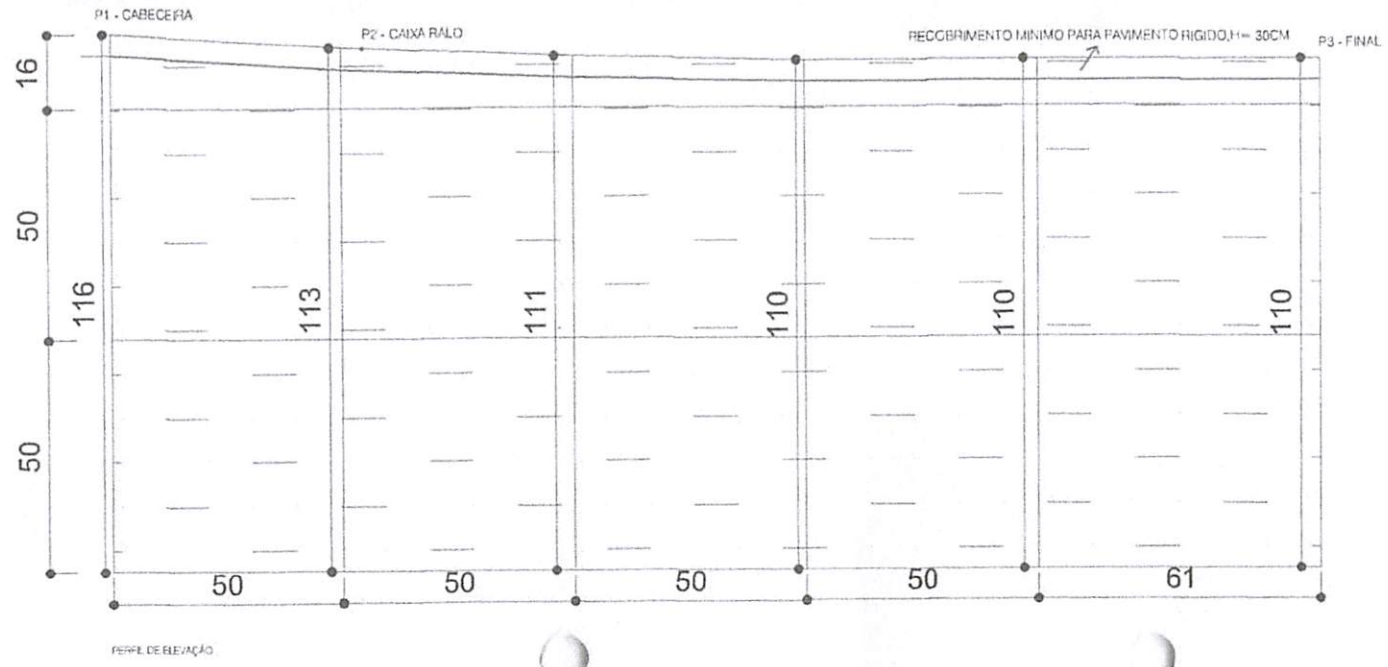 P1 - CABECEIRA
P2 - CAIXA RALO
RECOBRIMENTO MINIMO PARA PAVIMENTO RIGIDO,H= 30CM
P3 - FINAL
16
50
50
116
113
111
110
110
110
50
50
50
50
61
PERFIL DE ELEVAÇÃO